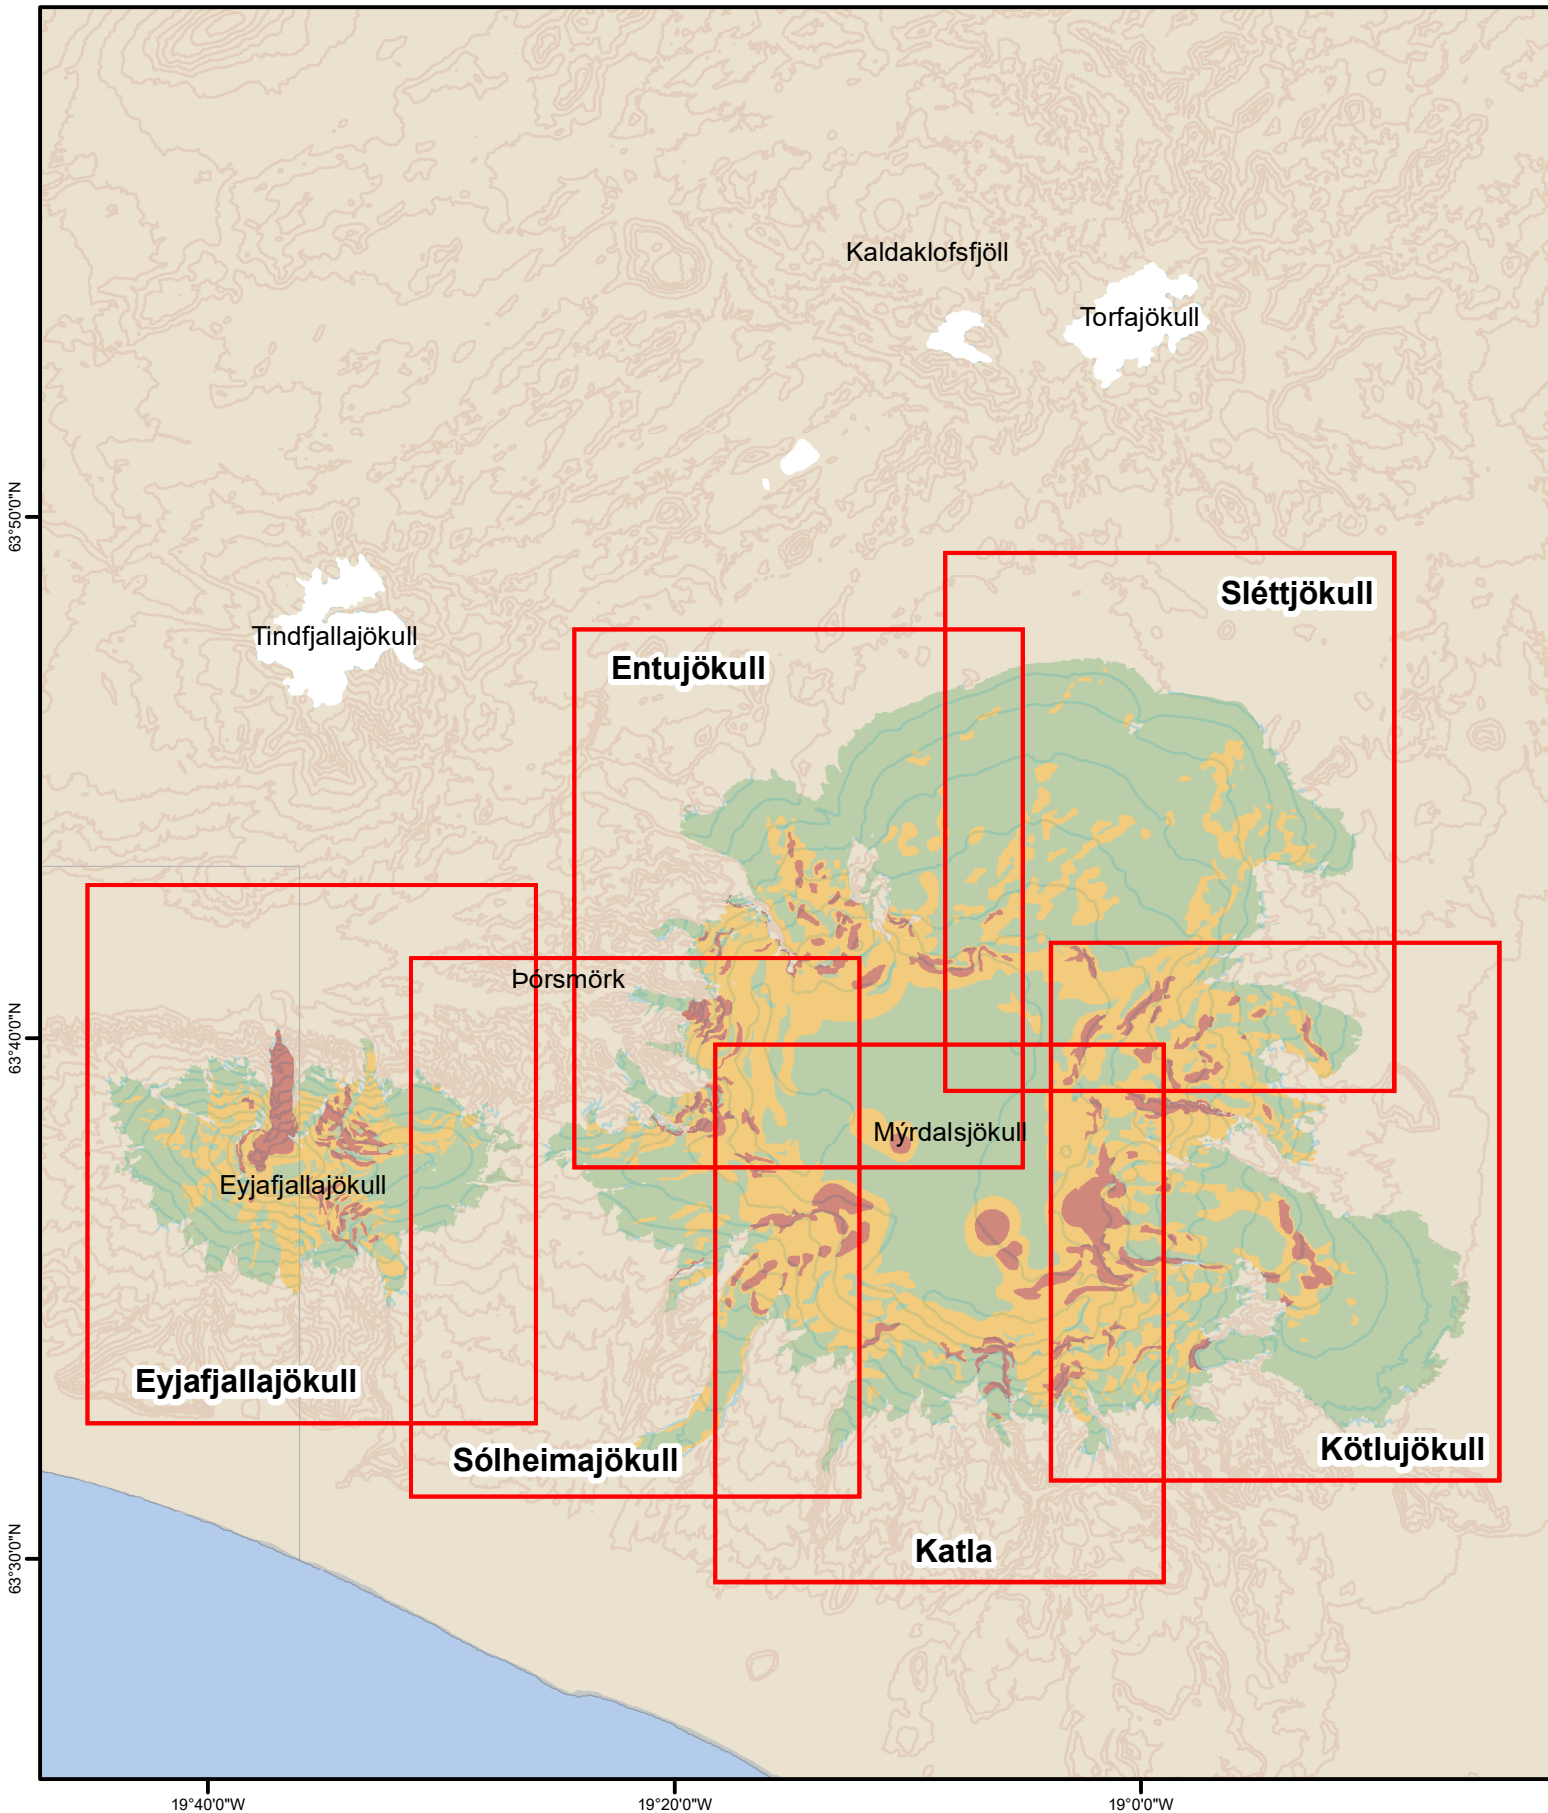 Kaldaklofsfjöll
Torfajökull
63°50'0"N
Sléttjökull
Tindfjallajökull
Entujökull
Þórsmörk
63°40'0"N
Mýrdalsjökull
Eyjafjallajökull
Eyjafjallajökull
Kötlujökull
Sólheimajökull
Katla
63°30'0"N
19°40'0"W
19°20'0"W
19°0'0"W